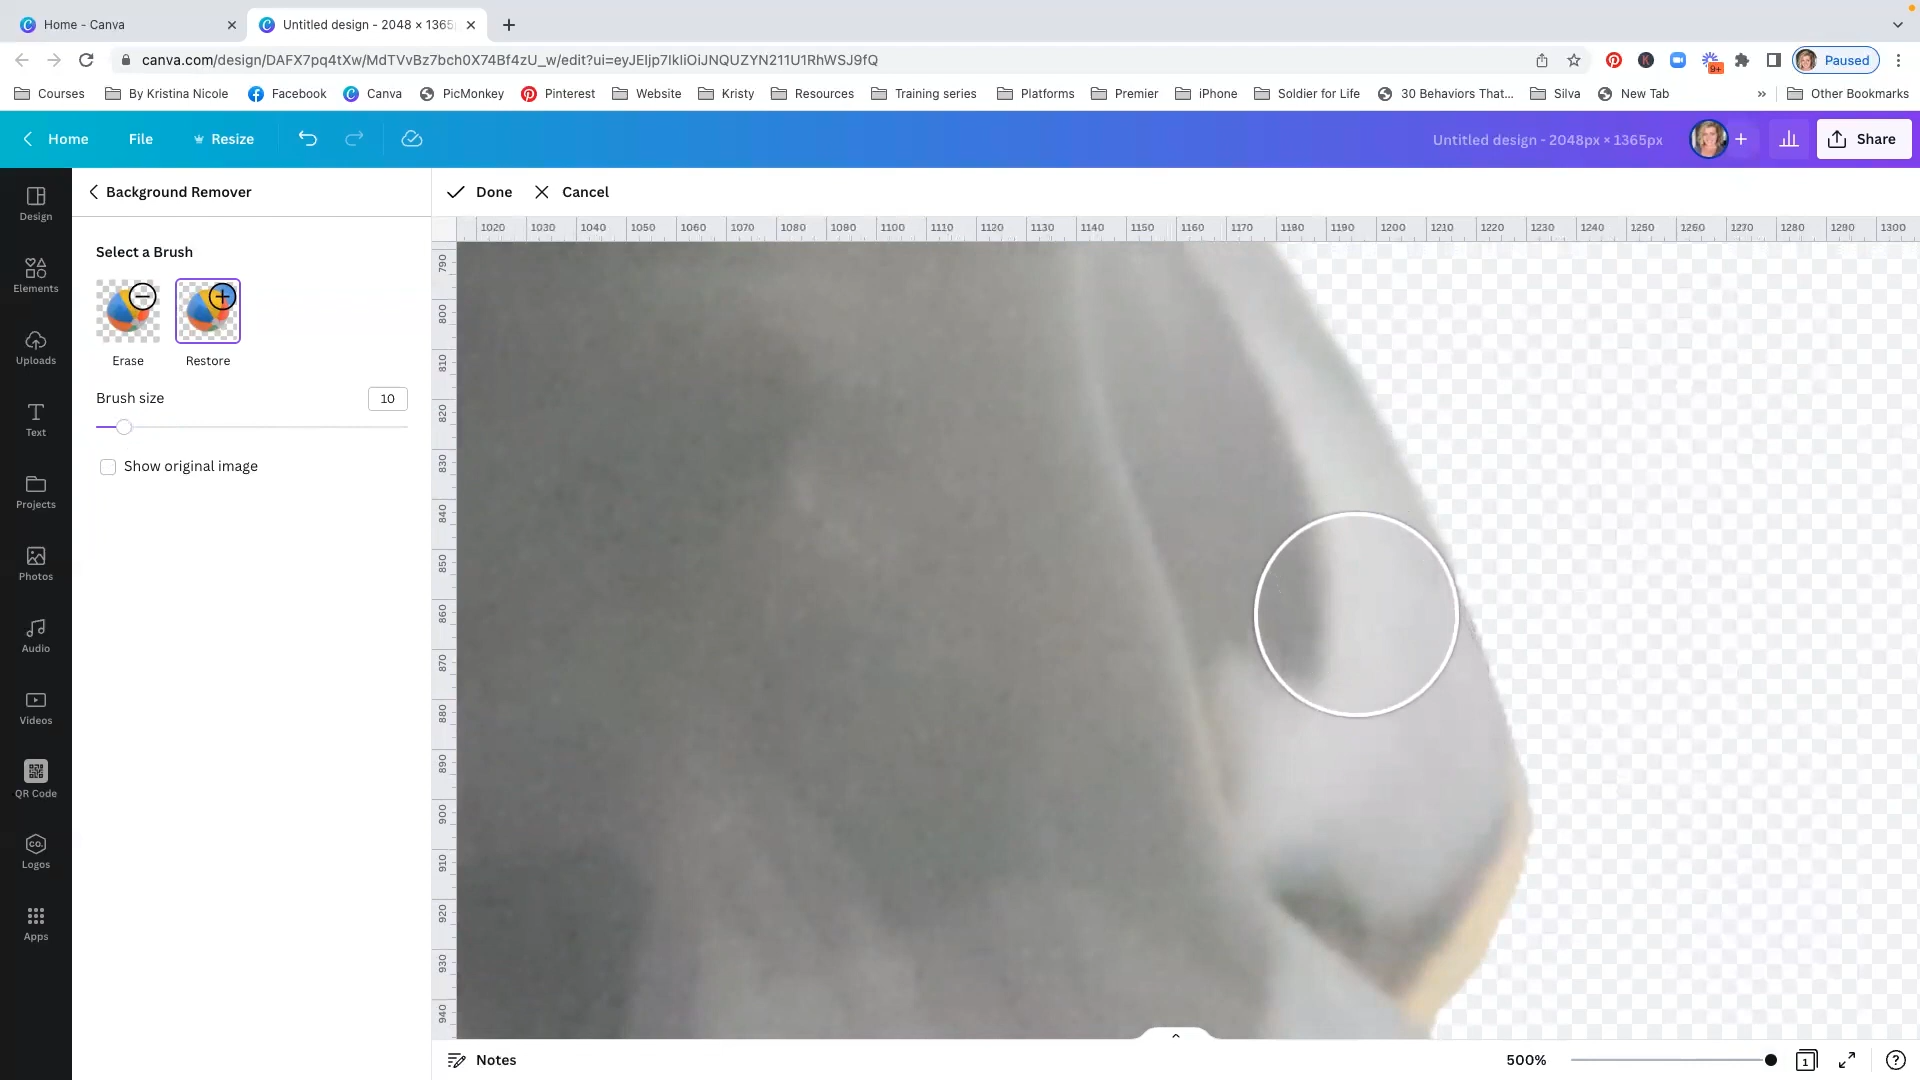 Home - Canva
Untitled design - 2048 × 1365
canva.com/design/DAFX7pq4tXw/MdTVvBz7bch0X74Bf4zU_w/edit?ui=eyJEIjp7IklIiOiJNQUZYN211U1RhWSJ9fQ
9+
Paused
Courses
By Kristina Nicole
Facebook
Canva
PicMonkey
Pinterest
Website
Kristy
Resources
Training series
Platforms
Premier
iPhone
Soldier for Life
30 Behaviors That...
Silva
New Tab
»
Other Bookmarks
Home
File
Resize
Untitled design - 2048px × 1365px
Share
Background Remover
Done
Cancel
1020 1030 1040 1050 1060 1070 1080 1090 1100 1110 1120 1130 1140 1150 1160 1170 1180 1190 1200 1210 1220 1230 1240 1250 1260 1270 1280 1290 1300
790
800
810
820
830
840
850
860
870
880
890
900
910
920
930
940
Select a Brush
Erase
Restore
Brush size
10
Show original image
Design
Elements
Uploads
Text
Projects
Photos
Audio
Videos
QR Code
CO.
Logos
Apps
Notes
500%
1